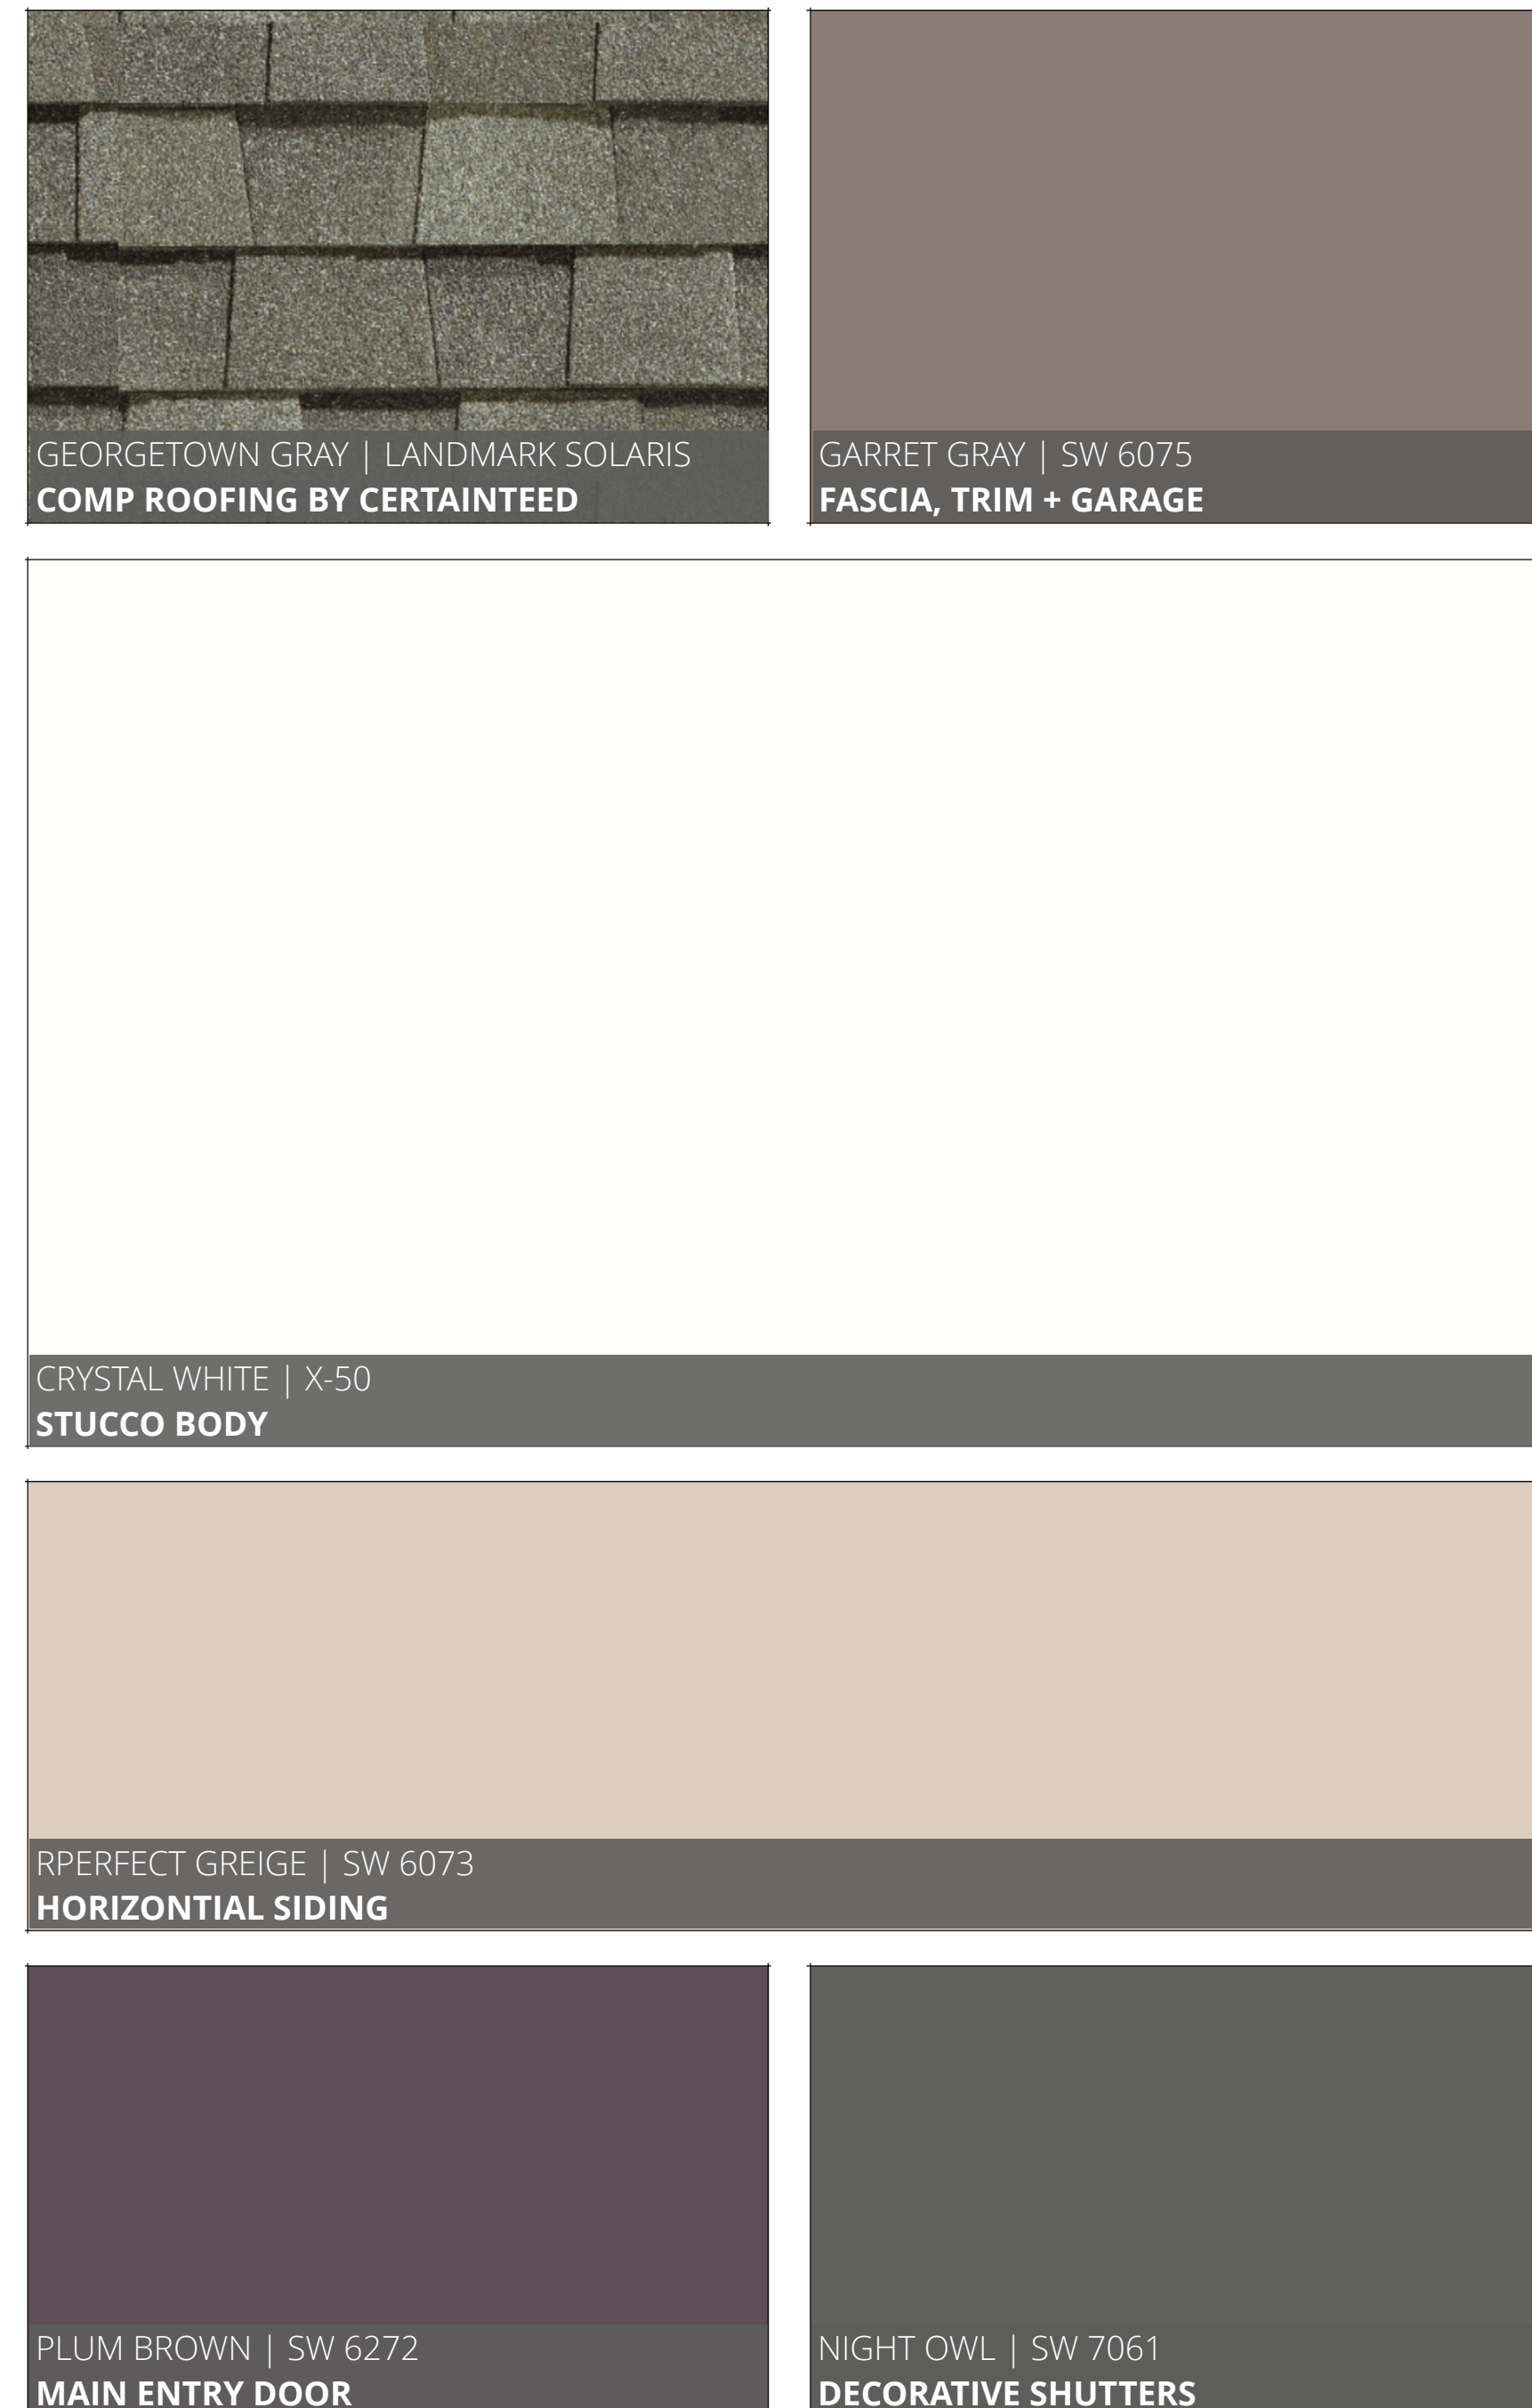 GEORGETOWN GRAY | LANDMARK SOLARIS
COMP ROOFING BY CERTAINTEED
GARRET GRAY | SW 6075
FASCIA, TRIM + GARAGE
CRYSTAL WHITE | X-50
STUCCO BODY
RPERFECT GREIGE | SW 6073
HORIZONTIAL SIDING
PLUM BROWN | SW 6272
MAIN ENTRY DOOR
NIGHT OWL | SW 7061
DECORATIVE SHUTTERS